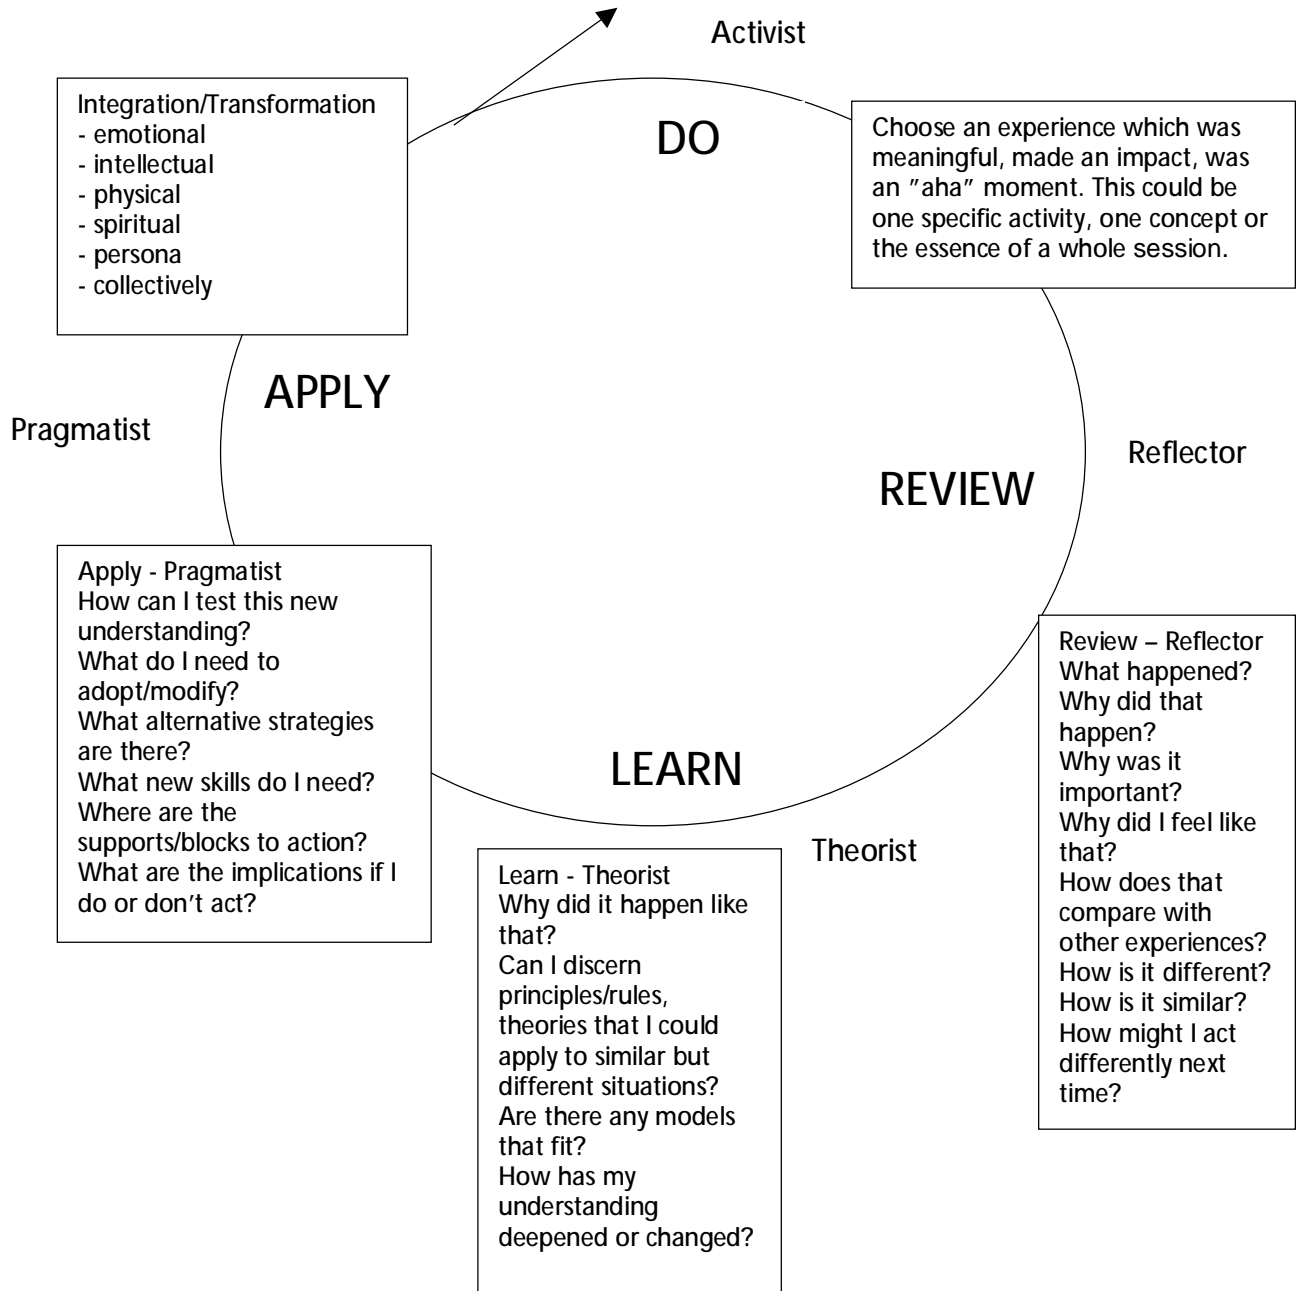 Activist
DO
Integration/Transformation
- emotional
- intellectual
- physical
- spiritual
- persona
- collectively
Choose an experience which was
meaningful, made an impact, was
an "aha" moment. This could be
one specific activity, one concept or
the essence of a whole session.
APPLY
Pragmatist
REVIEW
Reflector
Apply - Pragmatist
How can I test this new
understanding?
What do I need to
adopt/modify?
What alternative strategies
are there?
What new skills do I need?
Where are the
supports/blocks to action?
What are the implications if I
do or don't act?
Review – Reflector
What happened?
Why did that
happen?
Why was it
important?
Why did I feel like
that?
How does that
compare with
other experiences?
How is it different?
How is it similar?
How might I act
differently next
time?
LEARN
Theorist
Learn - Theorist
Why did it happen like
that?
Can I discern
principles/rules,
theories that I could
apply to similar but
different situations?
Are there any models
that fit?
How has my
understanding
deepened or changed?